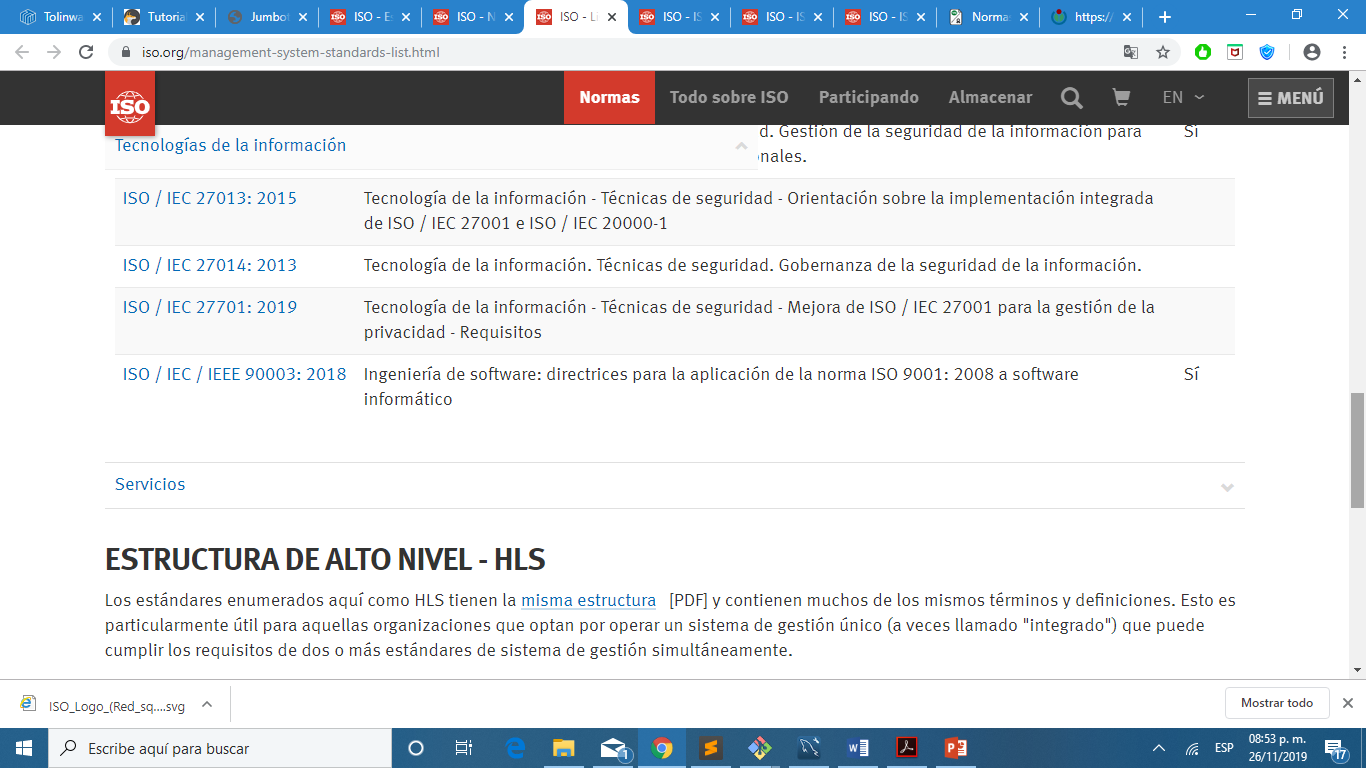 Tolinwa
Tutorial
Jumbot
ISO - Es
ISO - N
ISO - Li
ISO - IS
ISO - IS
ISO - IS
Normas
https://
iso.org/management-system-standards-list.html
ISO
Normas
Todo sobre ISO
Participando
Almacenar
EN
MENÚ
d. Gestión de la seguridad de la información para
Sí
Tecnologías de la información
onales.
ISO / IEC 27013: 2015
Tecnología de la información - Técnicas de seguridad - Orientación sobre la implementación integrada
de ISO / IEC 27001 e ISO / IEC 20000-1
ISO / IEC 27014: 2013
Tecnología de la información. Técnicas de seguridad. Gobernanza de la seguridad de la información.
ISO / IEC 27701: 2019
Tecnología de la información - Técnicas de seguridad - Mejora de ISO / IEC 27001 para la gestión de la
privacidad - Requisitos
ISO / IEC / IEEE 90003: 2018
Ingeniería de software: directrices para la aplicación de la norma ISO 9001: 2008 a software
informático
Sí
Servicios
ESTRUCTURA DE ALTO NIVEL - HLS
Los estándares enumerados aquí como HLS tienen la misma estructura [PDF] y contienen muchos de los mismos términos y definiciones. Esto es
particularmente útil para aquellas organizaciones que optan por operar un sistema de gestión único (a veces llamado "integrado") que puede
cumplir los requisitos de dos o más estándares de sistema de gestión simultáneamente.
ISO_Logo_(Red_sq....svg
Mostrar todo
Escribe aquí para buscar
1
ESP
08:53 p. m.
26/11/2019
17